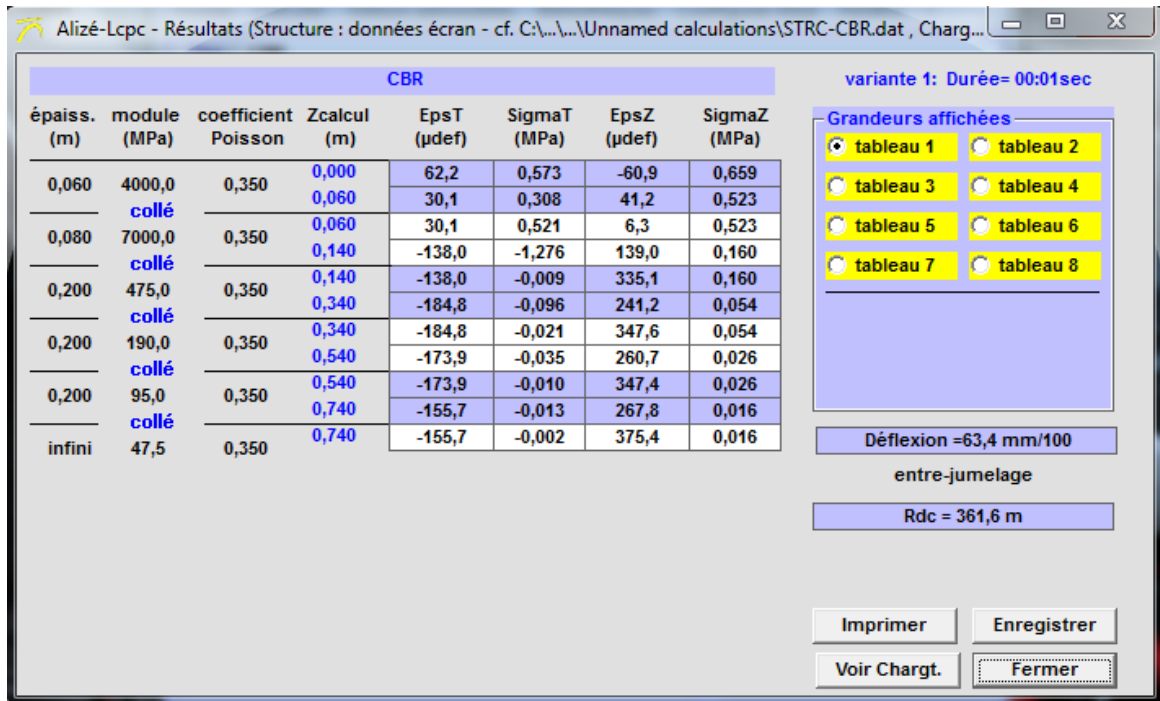 Alizé-Lcpc - Résultats (Structure : données écran - cf. C:\...\...\Unnamed calculations\STRC-CBR.dat , Charg...
CBR
variante 1: Durée= 00:01sec
épaiss. module coefficient Zcalcul EpsT SigmaT EpsZ SigmaZ
(m) (MPa) Poisson (m) (µdef) (MPa) (µdef) (MPa)
Grandeurs affichées
tableau 1 tableau 2
tableau 3 tableau 4
tableau 5 tableau 6
tableau 7 tableau 8
0,000 62,2 0,573 -60,9 0,659
0,060 4000,0 0,350
0,060 30,1 0,308 41,2 0,523
collé
0,060 30,1 0,521 6,3 0,523
0,080 7000,0 0,350
0,140 -138,0 -1,276 139,0 0,160
collé
0,140 -138,0 -0,009 335,1 0,160
0,200 475,0 0,350
0,340 -184,8 -0,096 241,2 0,054
collé
0,340 -184,8 -0,021 347,6 0,054
0,200 190,0 0,350
0,540 -173,9 -0,035 260,7 0,026
collé
0,540 -173,9 -0,010 347,4 0,026
0,200 95,0 0,350
0,740 -155,7 -0,013 267,8 0,016
collé
0,740 -155,7 -0,002 375,4 0,016
infini 47,5 0,350
Déflexion =63,4 mm/100
entre-jumelage
Rdc = 361,6 m
Imprimer Enregistrer
Voir Chargt. Fermer